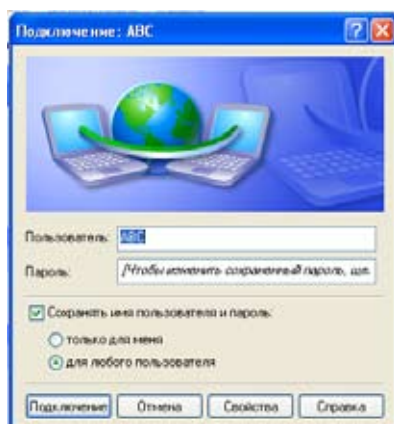 Подключение: ABC
Пользователь: ABC
Пароль: [Чтобы изменить сохраненный пароль, щел
Сохранять имя пользователя и пароль:
только для меня
для любого пользователя
Подключение Отмена Свойства Справка